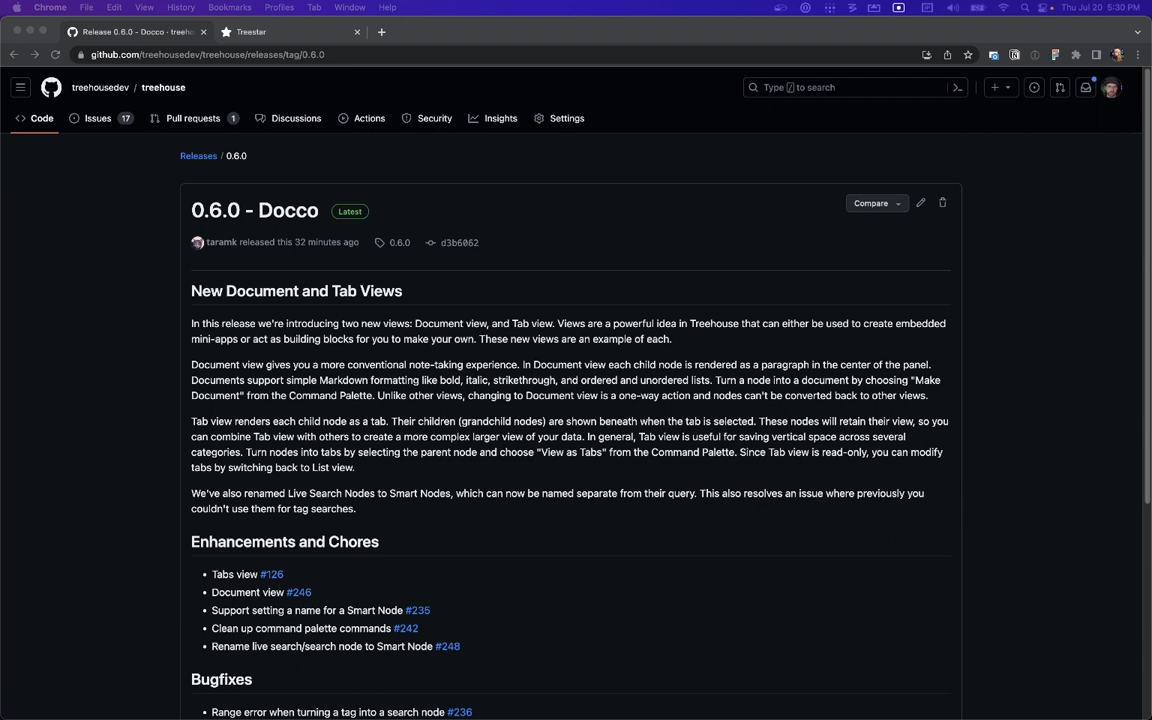 Chrome File Edit View History Bookmarks Profiles Tab Window Help Thu Jul 20 5:30 PM
Release 0.6.0 - Docco · treeho Treestar
github.com/treehousedev/treehouse/releases/tag/0.6.0
treehousedev / treehouse Type / to search
Code Issues 17 Pull requests 1 Discussions Actions Security Insights Settings
Releases / 0.6.0
0.6.0 - Docco Latest Compare
taramk released this 32 minutes ago 0.6.0 d3b6062
New Document and Tab Views
In this release we're introducing two new views: Document view, and Tab view. Views are a powerful idea in Treehouse that can either be used to create embedded
mini-apps or act as building blocks for you to make your own. These new views are an example of each.
Document view gives you a more conventional note-taking experience. In Document view each child node is rendered as a paragraph in the center of the panel.
Documents support simple Markdown formatting like bold, italic, strikethrough, and ordered and unordered lists. Turn a node into a document by choosing "Make
Document" from the Command Palette. Unlike other views, changing to Document view is a one-way action and nodes can't be converted back to other views.
Tab view renders each child node as a tab. Their children (grandchild nodes) are shown beneath when the tab is selected. These nodes will retain their view, so you
can combine Tab view with others to create a more complex larger view of your data. In general, Tab view is useful for saving vertical space across several
categories. Turn nodes into tabs by selecting the parent node and choose "View as Tabs" from the Command Palette. Since Tab view is read-only, you can modify
tabs by switching back to List view.
We've also renamed Live Search Nodes to Smart Nodes, which can now be named separate from their query. This also resolves an issue where previously you
couldn't use them for tag searches.
Enhancements and Chores
• Tabs view #126
• Document view #246
• Support setting a name for a Smart Node #235
• Clean up command palette commands #242
• Rename live search/search node to Smart Node #248
Bugfixes
• Range error when turning a tag into a search node #236